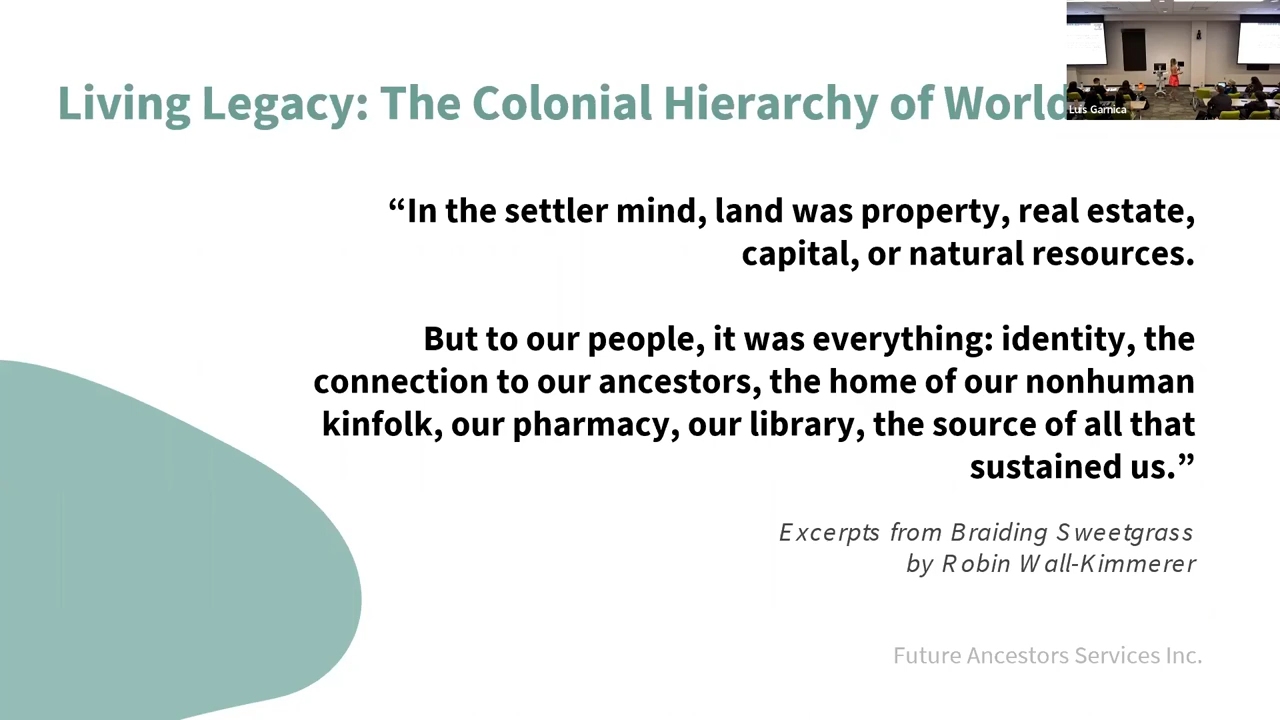 Living Legacy: The Colonial Hierarchy of World
Luis Garnica
“In the settler mind, land was property, real estate,
capital, or natural resources.
But to our people, it was everything: identity, the
connection to our ancestors, the home of our nonhuman
kinfolk, our pharmacy, our library, the source of all that
sustained us.”
Excerpts from Braiding Sweetgrass
by Robin Wall-Kimmerer
Future Ancestors Services Inc.